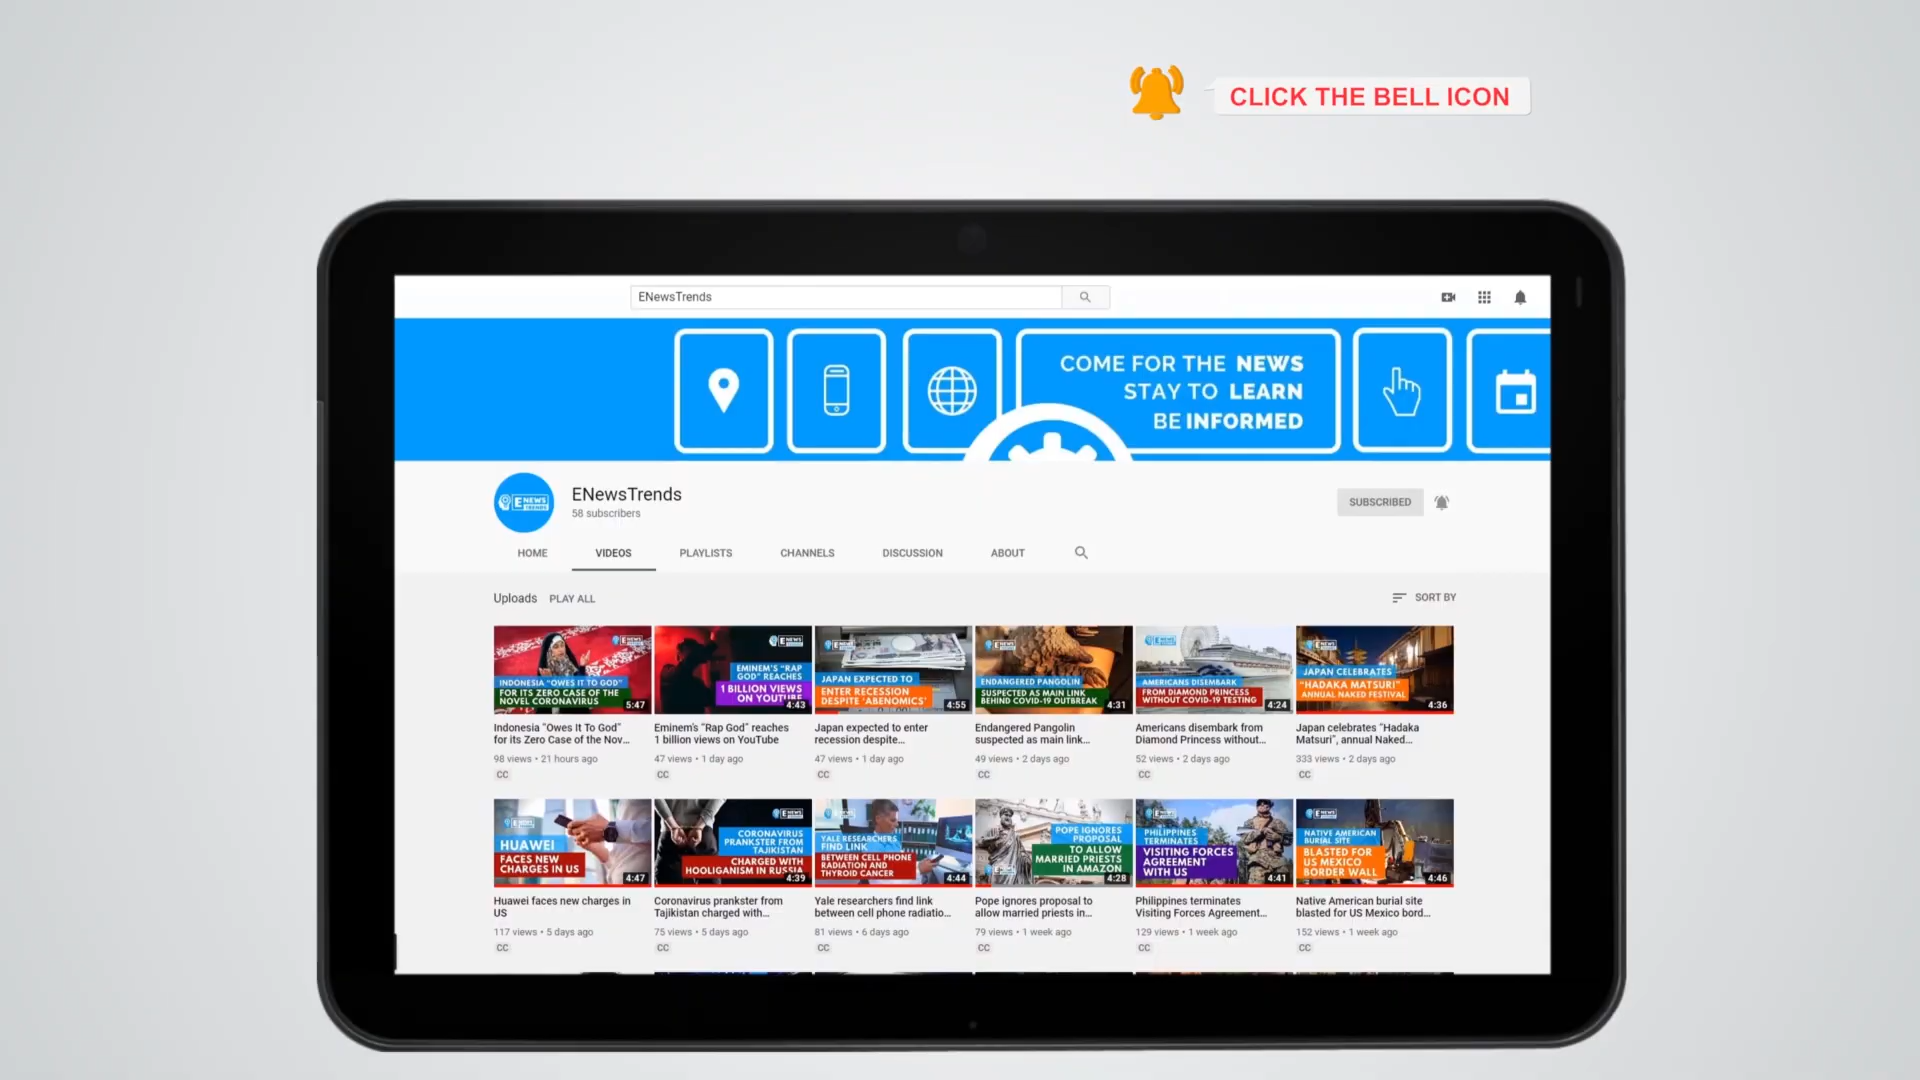 CLICK THE BELL ICON
ENewsTrends
COME FOR THE NEWS
STAY TO LEARN
BE INFORMED
E NEWS
TRENDS
ENewsTrends
58 subscribers
SUBSCRIBED
HOME VIDEOS PLAYLISTS CHANNELS DISCUSSION ABOUT
Uploads PLAY ALL
SORT BY
INDONESIA "OWES IT TO GOD"
FOR ITS ZERO CASE OF THE
NOVEL CORONAVIRUS
5:47
Indonesia "Owes It To God"
for its Zero Case of the Nov...
98 views • 21 hours ago
CC
EMINEM'S "RAP
GOD" REACHES
1 BILLION VIEWS
ON YOUTUBE
4:43
Eminem's "Rap God" reaches
1 billion views on YouTube
47 views • 1 day ago
CC
JAPAN EXPECTED TO
ENTER RECESSION
DESPITE 'ABENOMICS'
4:55
Japan expected to enter
recession despite...
47 views • 1 day ago
CC
ENDANGERED PANGOLIN
SUSPECTED AS MAIN LINK
BEHIND COVID-19 OUTBREAK
4:31
Endangered Pangolin
suspected as main link...
49 views • 2 days ago
CC
AMERICANS DISEMBARK
FROM DIAMOND PRINCESS
WITHOUT COVID-19 TESTING
4:24
Americans disembark from
Diamond Princess without...
52 views • 2 days ago
CC
JAPAN CELEBRATES
"HADAKA MATSURI"
ANNUAL NAKED FESTIVAL
4:36
Japan celebrates "Hadaka
Matsuri", annual Naked...
333 views • 2 days ago
CC
HUAWEI
FACES NEW
CHARGES IN US
4:47
Huawei faces new charges in
US
117 views • 5 days ago
CC
CORONAVIRUS
PRANKSTER FROM
TAJIKISTAN
CHARGED WITH
HOOLIGANISM IN RUSSIA
4:39
Coronavirus prankster from
Tajikistan charged with...
75 views • 5 days ago
CC
YALE RESEARCHERS
FIND LINK
BETWEEN CELL PHONE
RADIATION AND
THYROID CANCER
4:44
Yale researchers find link
between cell phone radiatio...
81 views • 6 days ago
CC
POPE IGNORES
PROPOSAL
TO ALLOW
MARRIED PRIESTS
IN AMAZON
4:28
Pope ignores proposal to
allow married priests in...
79 views • 1 week ago
CC
PHILIPPINES
TERMINATES
VISITING FORCES
AGREEMENT
WITH US
4:41
Philippines terminates
Visiting Forces Agreement...
129 views • 1 week ago
CC
NATIVE AMERICAN
BURIAL SITE
BLASTED FOR
US MEXICO
BORDER WALL
4:46
Native American burial site
blasted for US Mexico bord...
152 views • 1 week ago
CC